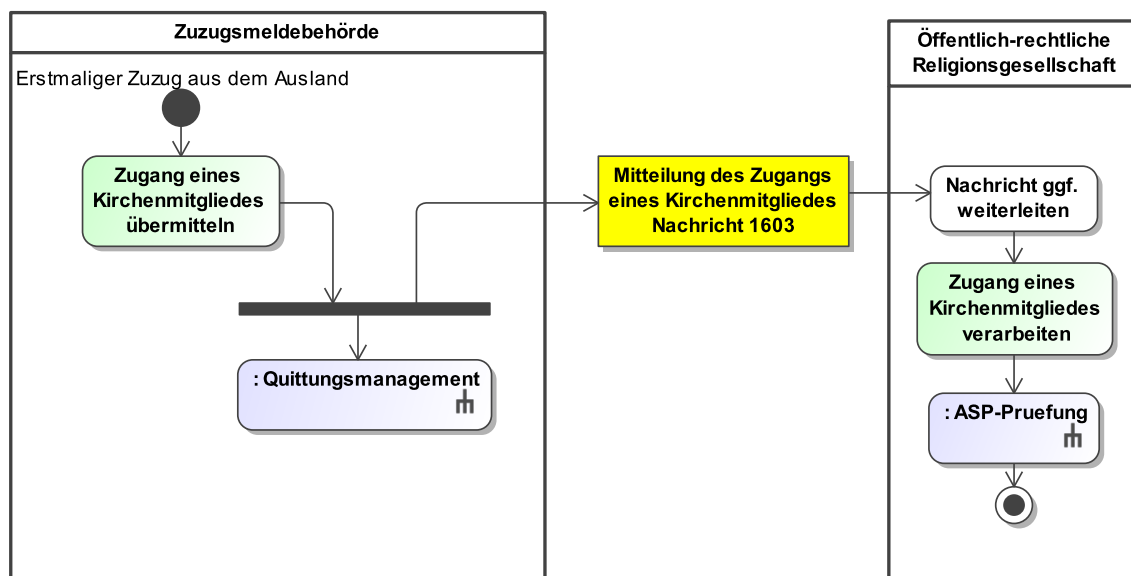 Zuzugsmeldebehörde
Erstmaliger Zuzug aus dem Ausland
Zugang eines
Kirchenmitgliedes
übermitteln
: Quittungsmanagement
Mitteilung des Zugangs
eines Kirchenmitgliedes
Nachricht 1603
Öffentlich-rechtliche
Religionsgesellschaft
Nachricht ggf.
weiterleiten
Zugang eines
Kirchenmitgliedes
verarbeiten
: ASP-Pruefung